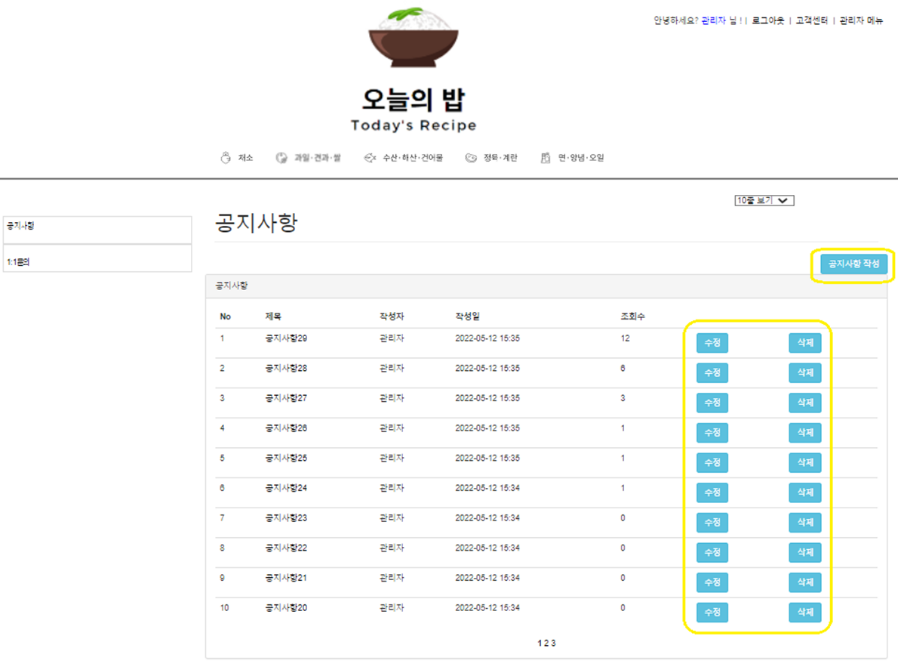 안녕하세요? 관리자 님 ! | 로그아웃 | 고객센터 | 관리자 메뉴
오늘의 밥
Today's Recipe
채소 과일·견과·쌀 수산·해산·건어물 정육·계란 면·양념·오일
10줄 보기
공지사항
공지사항
1:1문의
공지사항 작성
공지사항
No 제목 작성자 작성일 조회수
1 공지사항29 관리자 2022-05-12 15:35 12 수정 삭제
2 공지사항28 관리자 2022-05-12 15:35 6 수정 삭제
3 공지사항27 관리자 2022-05-12 15:35 3 수정 삭제
4 공지사항26 관리자 2022-05-12 15:35 1 수정 삭제
5 공지사항25 관리자 2022-05-12 15:35 1 수정 삭제
6 공지사항24 관리자 2022-05-12 15:34 1 수정 삭제
7 공지사항23 관리자 2022-05-12 15:34 0 수정 삭제
8 공지사항22 관리자 2022-05-12 15:34 0 수정 삭제
9 공지사항21 관리자 2022-05-12 15:34 0 수정 삭제
10 공지사항20 관리자 2022-05-12 15:34 0 수정 삭제
1 2 3